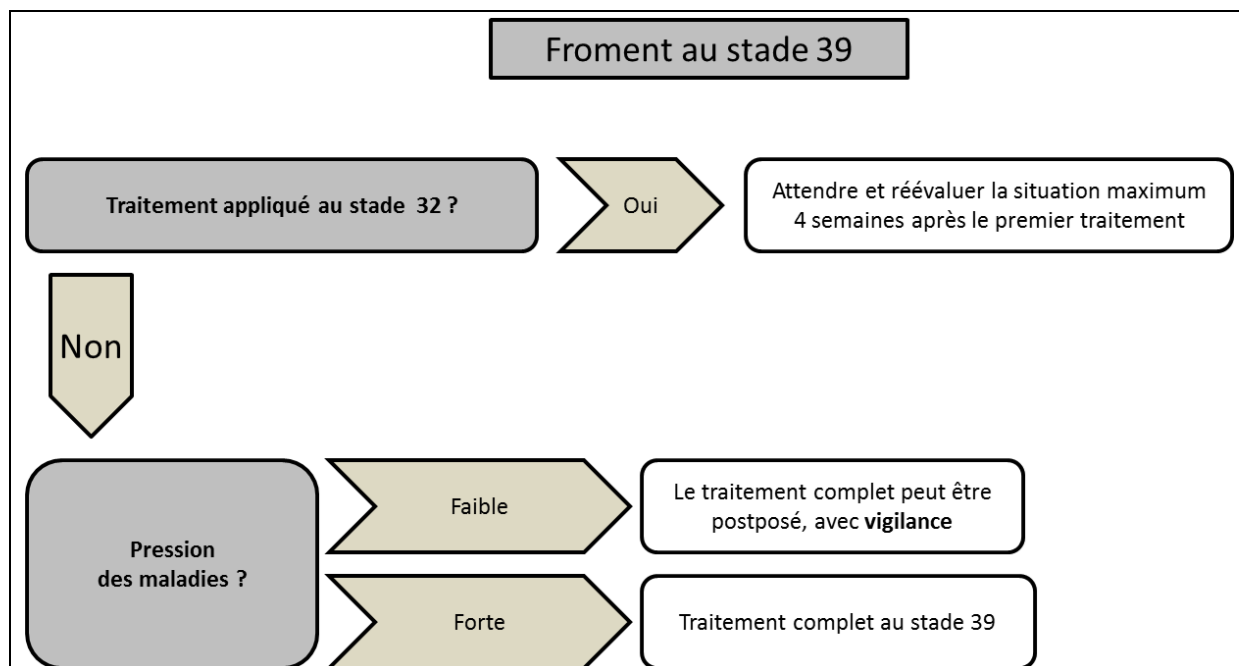 Froment au stade 39
Traitement appliqué au stade 32 ?
Oui
Attendre et réévaluer la situation maximum
4 semaines après le premier traitement
Non
Pression
des maladies ?
Faible
Le traitement complet peut être
postposé, avec vigilance
Forte
Traitement complet au stade 39